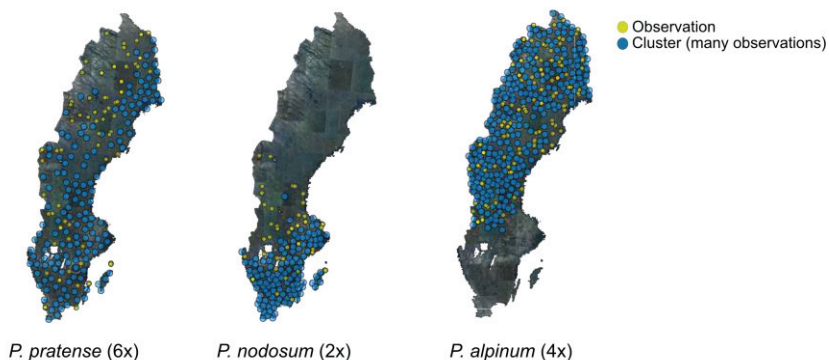 Observation
Cluster (many observations)
P. pratense (6x)
P. nodosum (2x)
P. alpinum (4x)